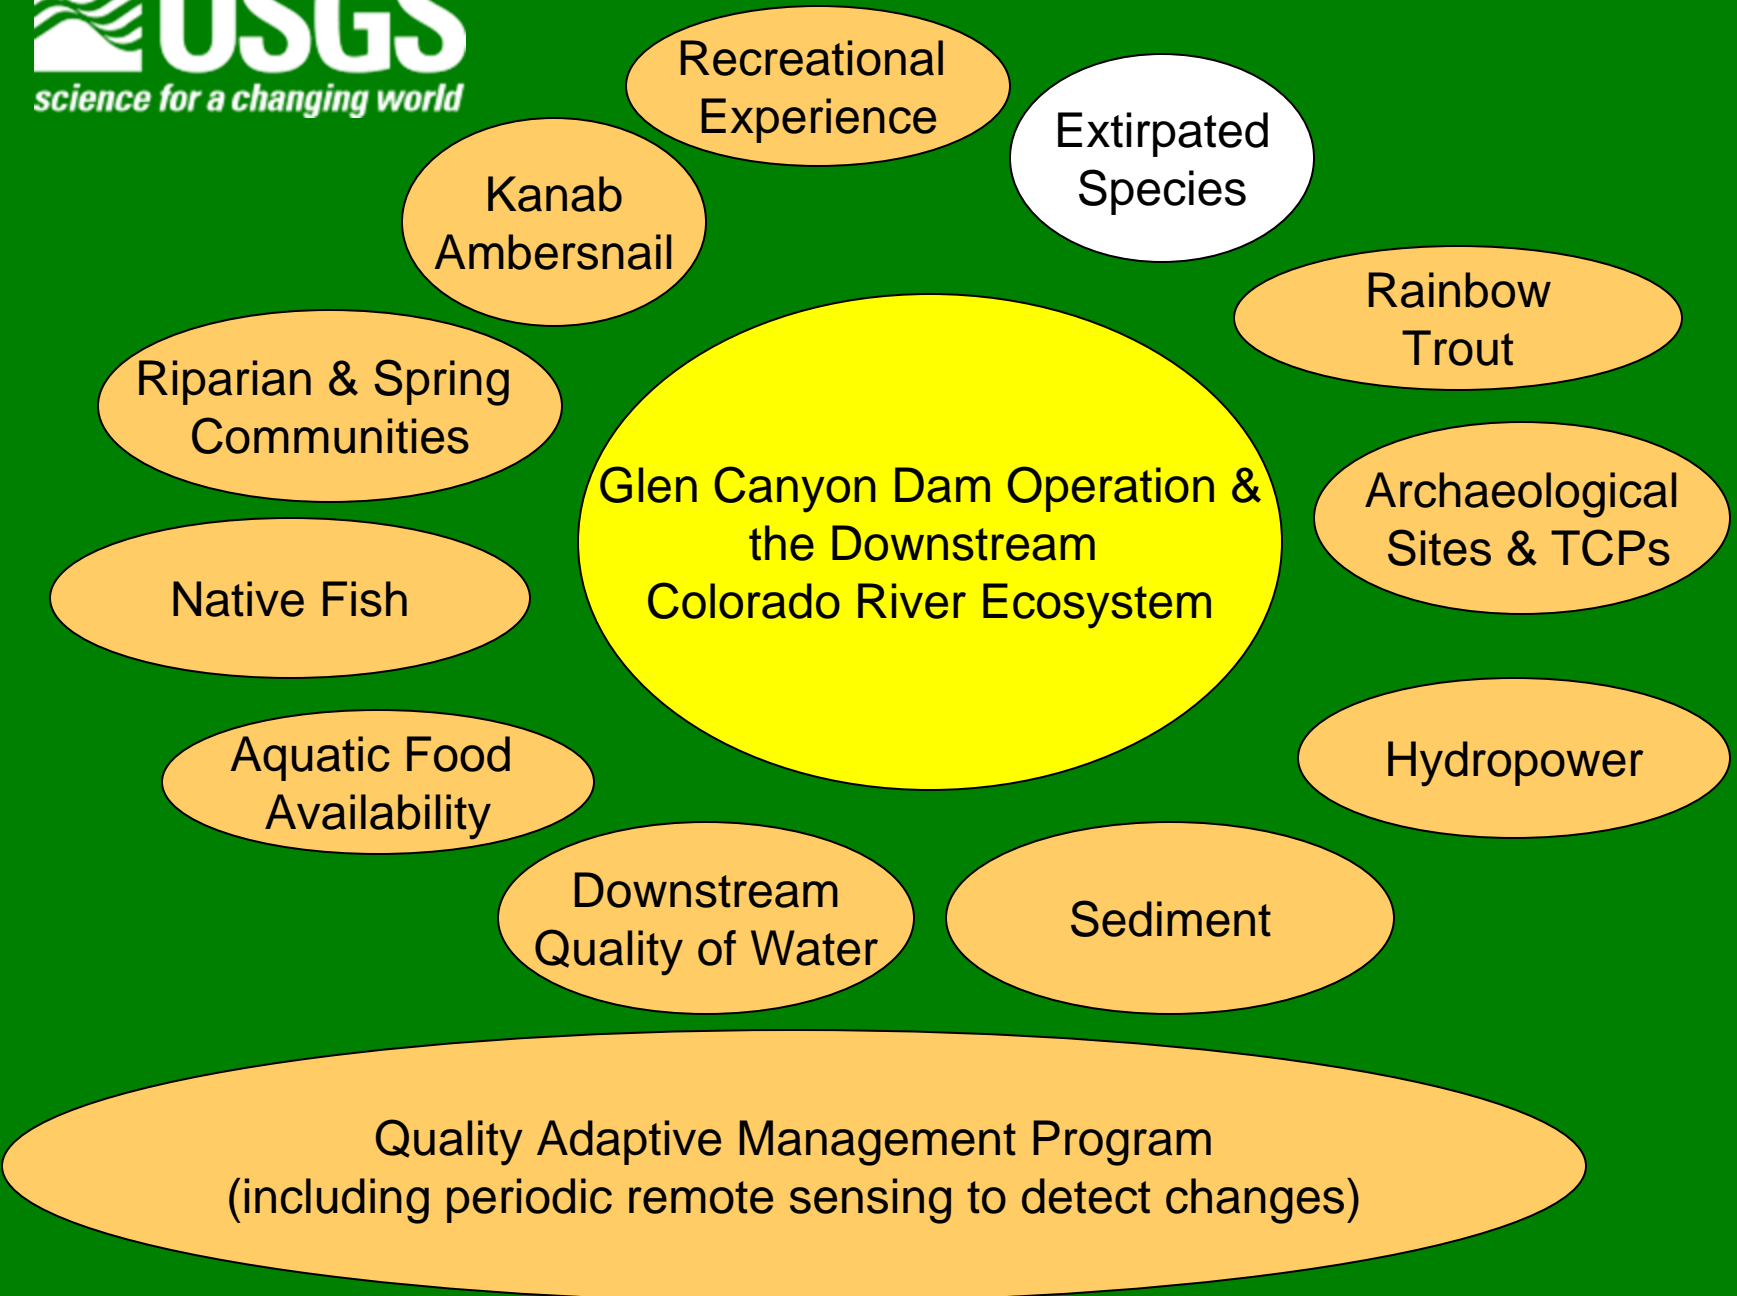 USGS
science for a changing world
Recreational
Experience
Extirpated
Species
Kanab
Ambersnail
Rainbow
Trout
Riparian & Spring
Communities
Glen Canyon Dam Operation &
the Downstream
Colorado River Ecosystem
Archaeological
Sites & TCPs
Native Fish
Hydropower
Aquatic Food
Availability
Downstream
Quality of Water
Sediment
Quality Adaptive Management Program
(including periodic remote sensing to detect changes)